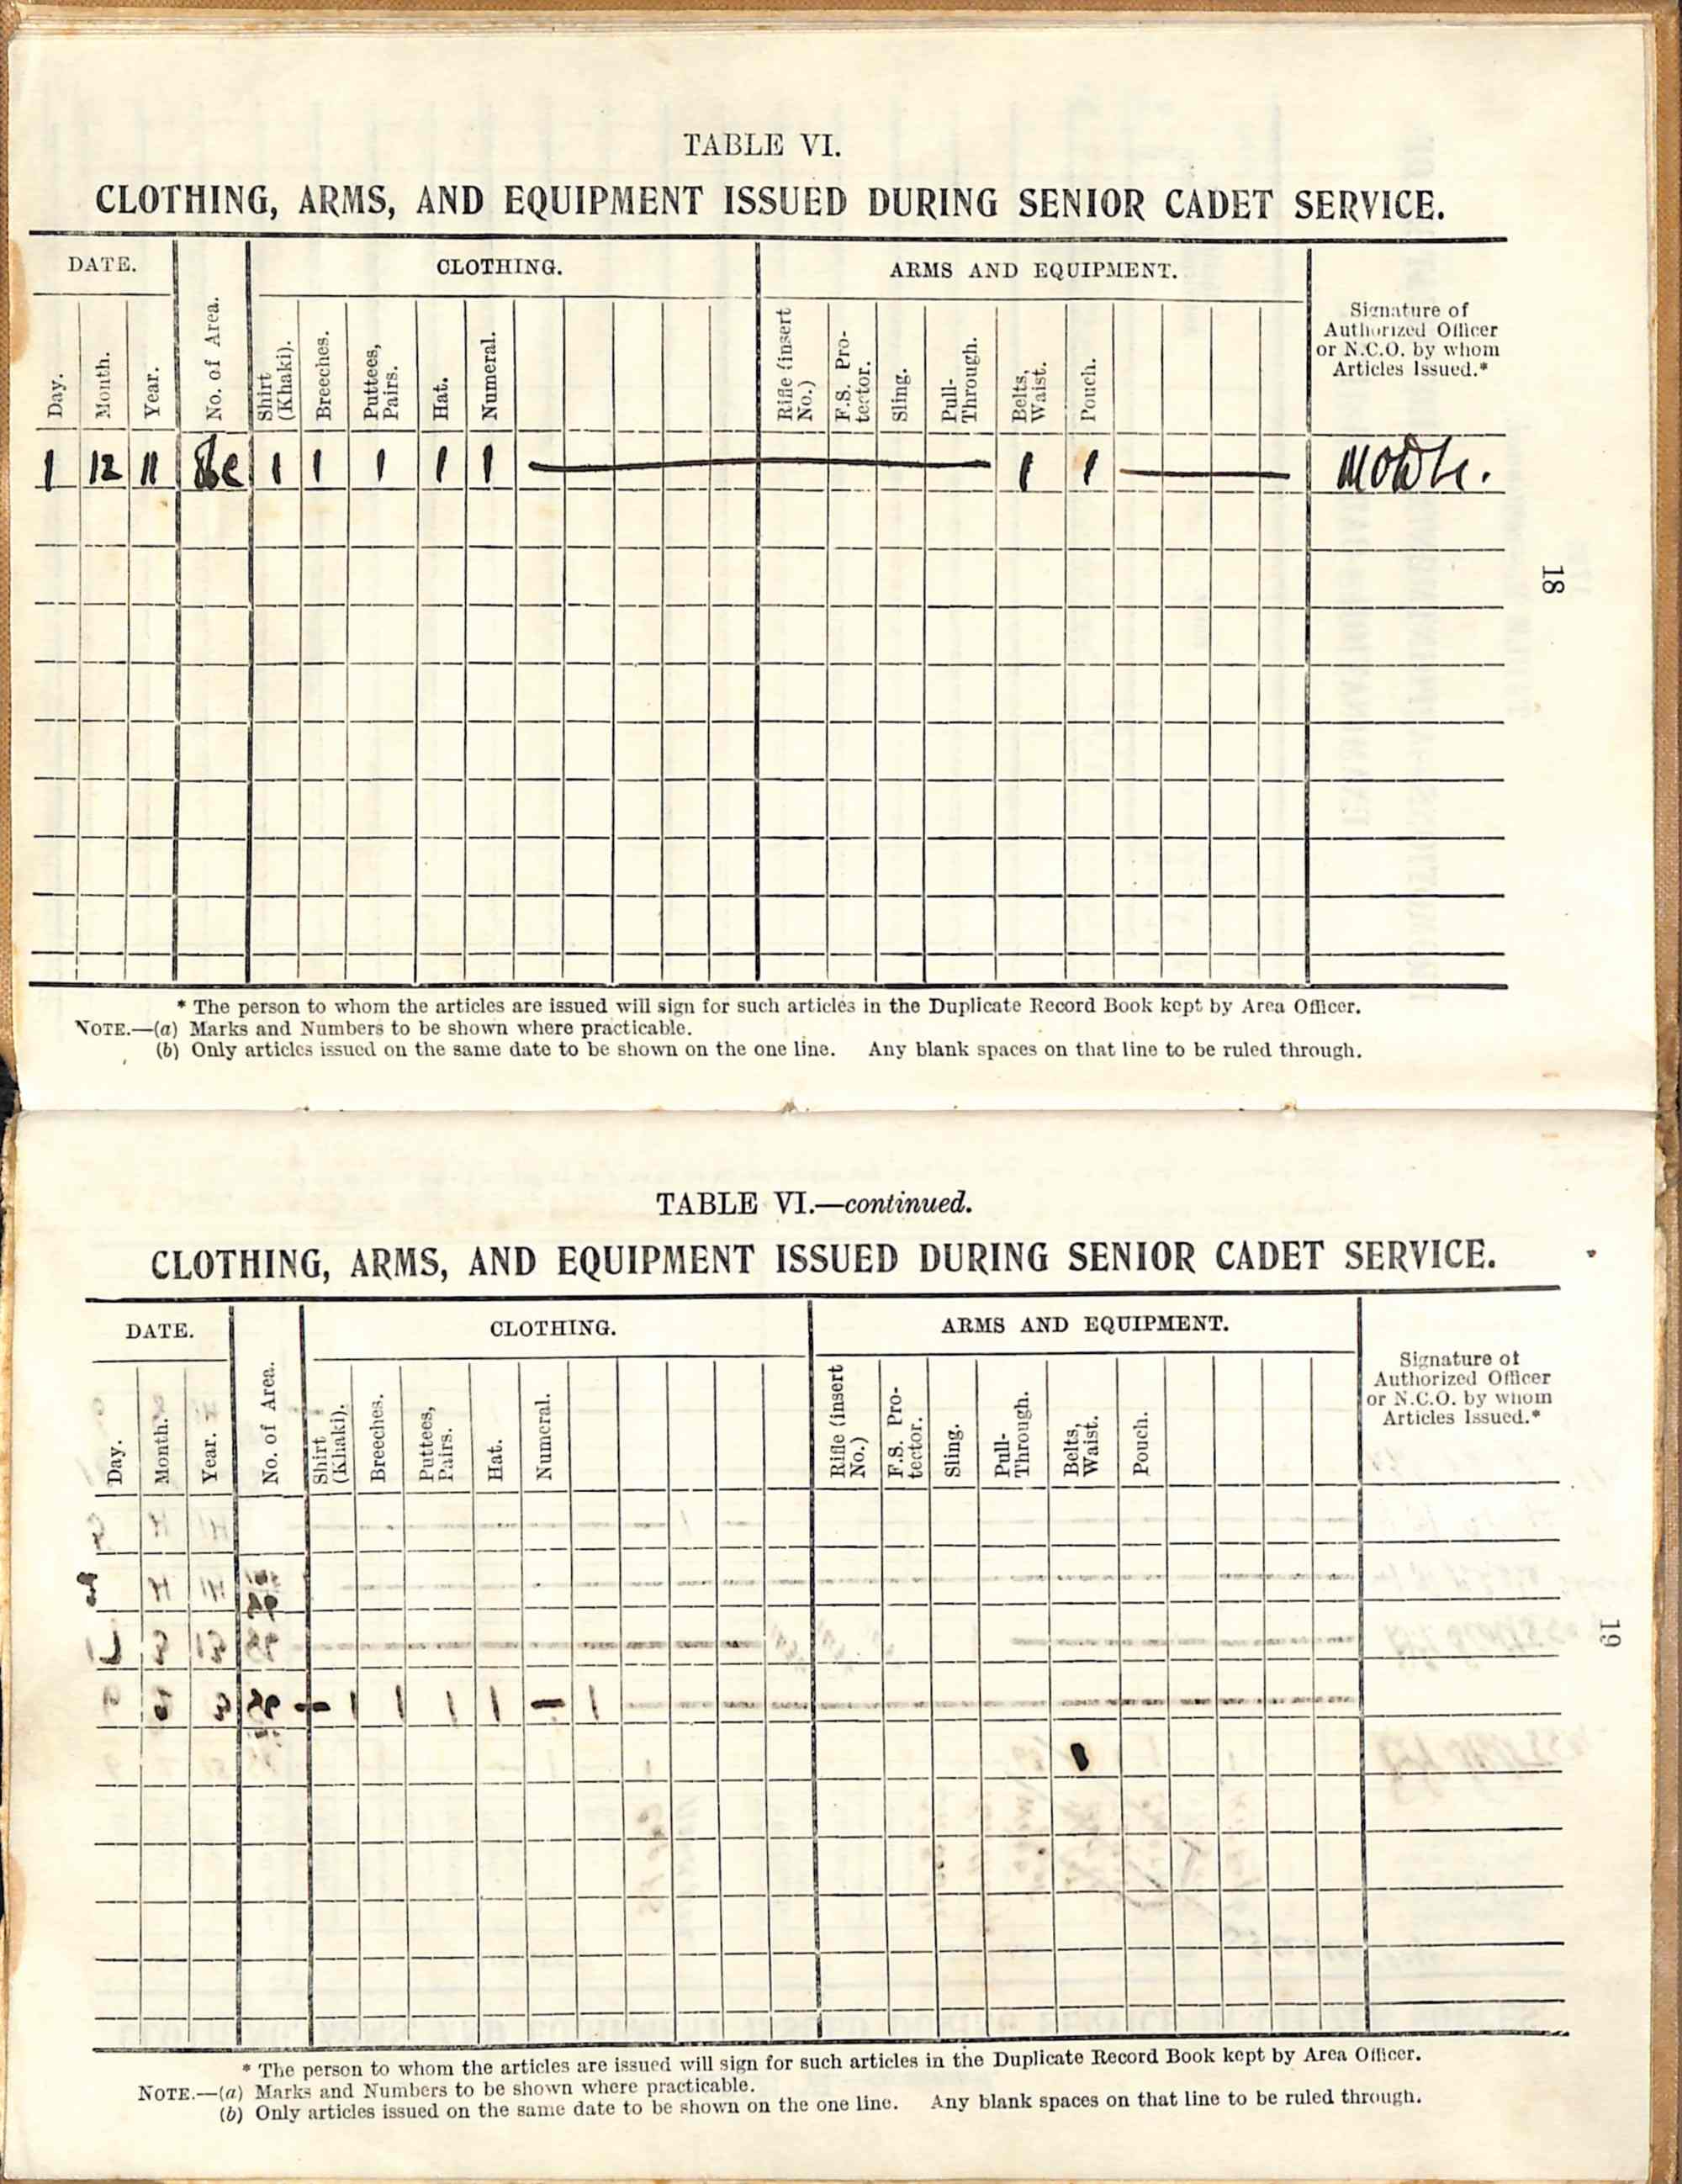 TABLE VI.
CLOTHING, ARMS, AND EQUIPMENT ISSUED DURING SENIOR CADET SERVICE.
DATE. CLOTHING. ARMS AND EQUIPMENT.
Day. Month. Year. No. of Area. Shirt (Khaki). Breeches. Puttees, Pairs. Hat. Numeral. Rifle (insert No.) F.S. Protector. Sling. Pull-Through. Belts, Waist. Pouch. Signature of Authorized Officer or N.C.O. by whom Articles Issued.*
1 12 11 1 1 1 1 1 1 1
18
* The person to whom the articles are issued will sign for such articles in the Duplicate Record Book kept by Area Officer.
NOTE.—(a) Marks and Numbers to be shown where practicable.
(b) Only articles issued on the same date to be shown on the one line. Any blank spaces on that line to be ruled through.
TABLE VI.—continued.
CLOTHING, ARMS, AND EQUIPMENT ISSUED DURING SENIOR CADET SERVICE.
DATE. CLOTHING. ARMS AND EQUIPMENT.
Day. Month. Year. No. of Area. Shirt (Khaki). Breeches. Puttees, Pairs. Hat. Numeral. Rifle (insert No.) F.S. Protector. Sling. Pull-Through. Belts, Waist. Pouch. Signature of Authorized Officer or N.C.O. by whom Articles Issued.*
19
* The person to whom the articles are issued will sign for such articles in the Duplicate Record Book kept by Area Officer.
NOTE.—(a) Marks and Numbers to be shown where practicable.
(b) Only articles issued on the same date to be shown on the one line. Any blank spaces on that line to be ruled through.